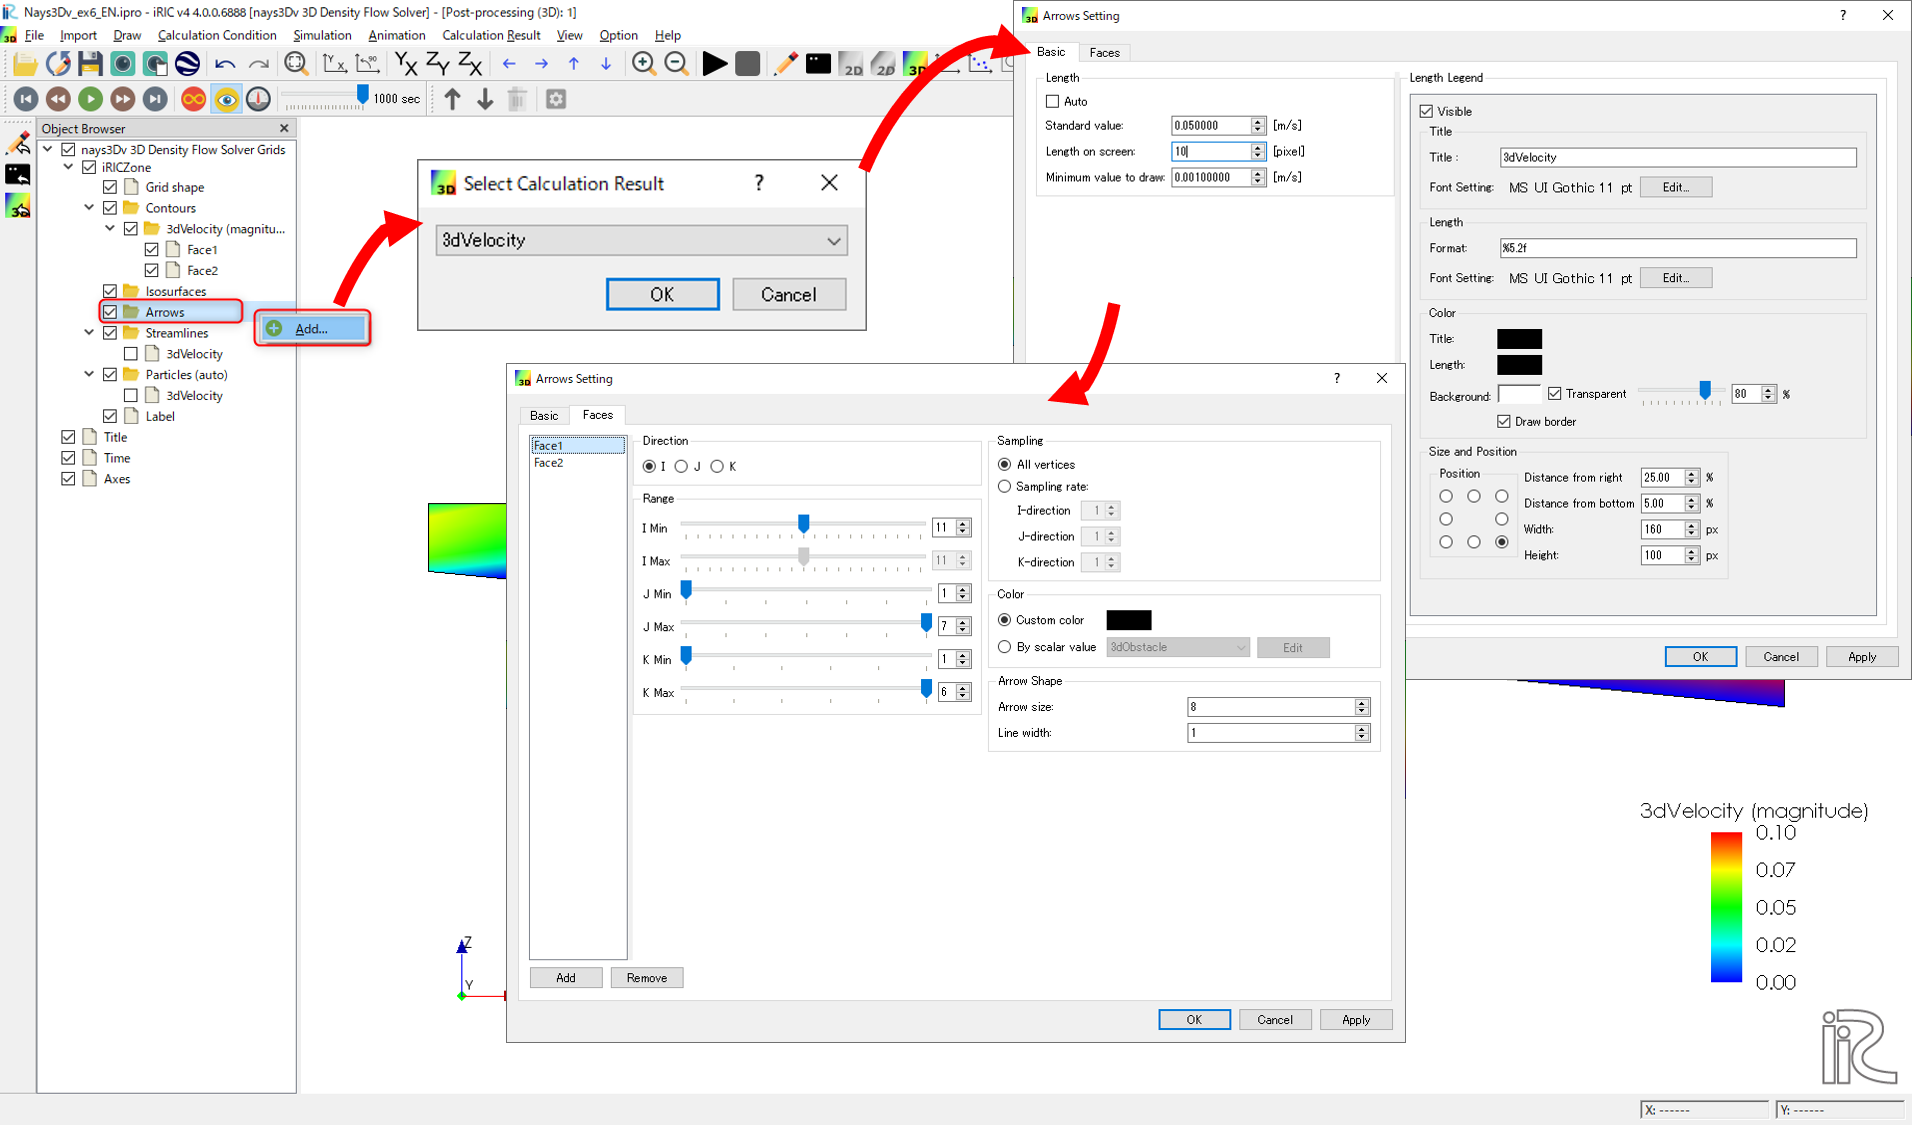 Nays3Dv_ex6_EN.ipro - iRIC v4 4.0.0.6888 [nays3Dv 3D Density Flow Solver] - [Post-processing (3D): 1]
File Import Draw Calculation Condition Simulation Animation Calculation Result View Option Help
1000 sec
Object Browser
nays3Dv 3D Density Flow Solver Grids
iRICZone
Grid shape
Contours
3dVelocity (magnitu...
Face1
Face2
Isosurfaces
Arrows
Add...
Streamlines
3dVelocity
Particles (auto)
3dVelocity
Label
Title
Time
Axes
Select Calculation Result
?
3dVelocity
OK
Cancel
Arrows Setting
?
Basic Faces
Length
Auto
Standard value: 0.050000 [m/s]
Length on screen: 10 [pixel]
Minimum value to draw: 0.00100000 [m/s]
Length Legend
Visible
Title
Title : 3dVelocity
Font Setting: MS UI Gothic 11 pt Edit...
Length
Format: %5.2f
Font Setting: MS UI Gothic 11 pt Edit...
Color
Title:
Length:
Background: Transparent 80 %
Draw border
Size and Position
Position
Distance from right 25.00 %
Distance from bottom 5.00 %
Width: 160 px
Height: 100 px
OK Cancel Apply
Arrows Setting
?
Basic Faces
Face1
Face2
Add Remove
Direction
I J K
Range
I Min 11
I Max 11
J Min 1
J Max 7
K Min 1
K Max 6
Sampling
All vertices
Sampling rate:
I-direction 1
J-direction 1
K-direction 1
Color
Custom color
By scalar value 3dObstacle Edit
Arrow Shape
Arrow size: 8
Line width: 1
OK Cancel Apply
3dVelocity (magnitude)
0.10
0.07
0.05
0.02
0.00
Z
Y
iRIC
X: ------ Y: ------